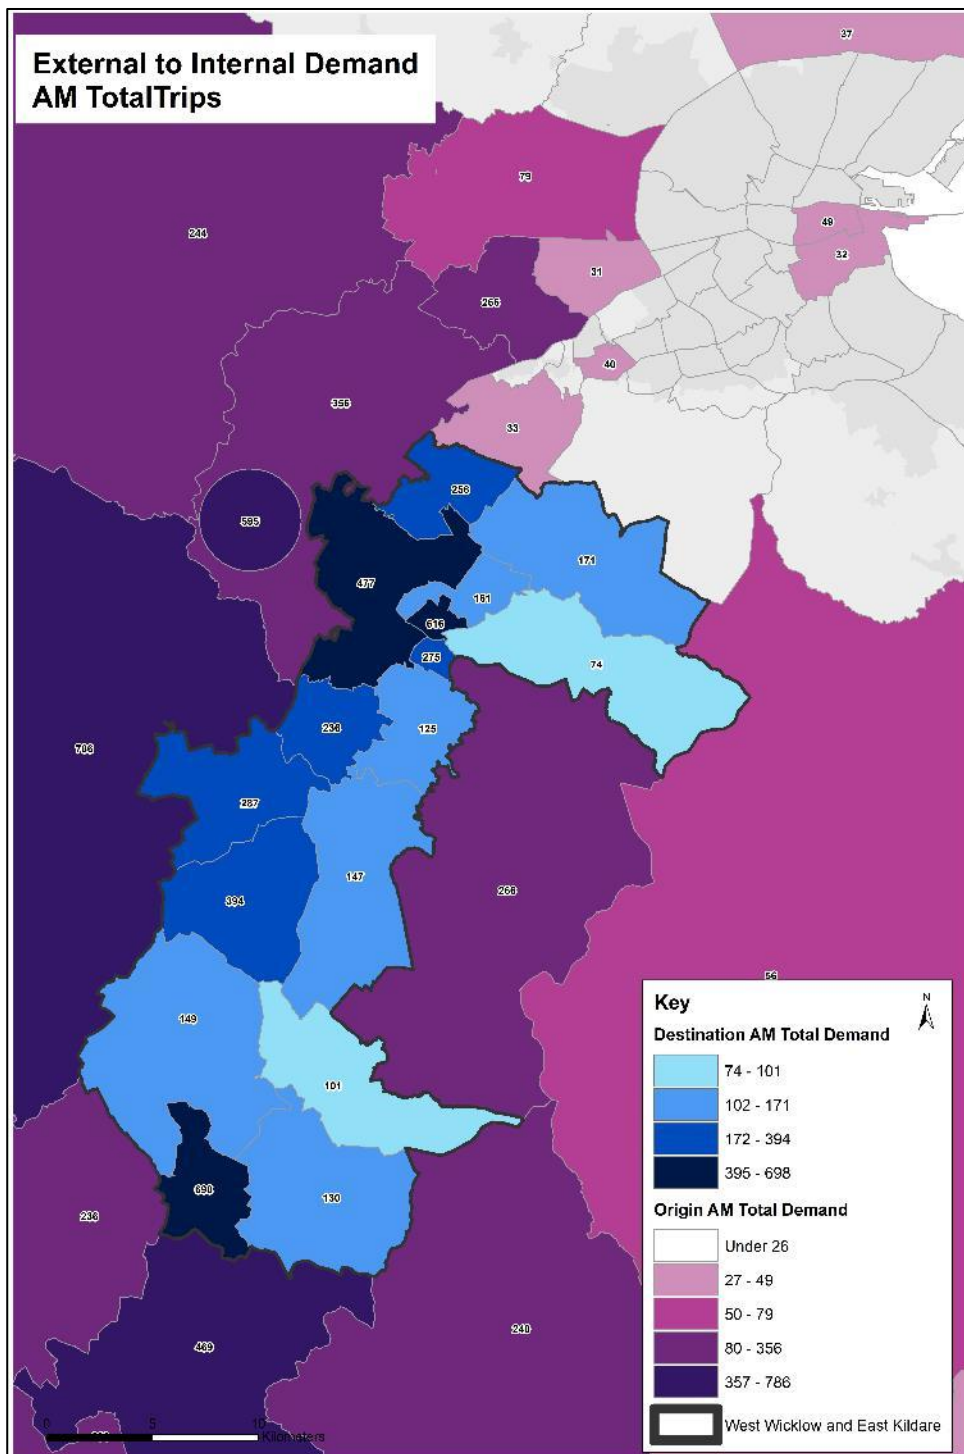 External to Internal Demand
AM TotalTrips
37
79
244
49
32
31
266
40
356
33
256
595
477
171
161
616
275
74
236
125
786
287
147
268
394
56
149
101
698
130
236
469
240
Key
N
Destination AM Total Demand
74 - 101
102 - 171
172 - 394
395 - 698
Origin AM Total Demand
Under 26
27 - 49
50 - 79
80 - 356
357 - 786
West Wicklow and East Kildare
0 5 10
Kilometers